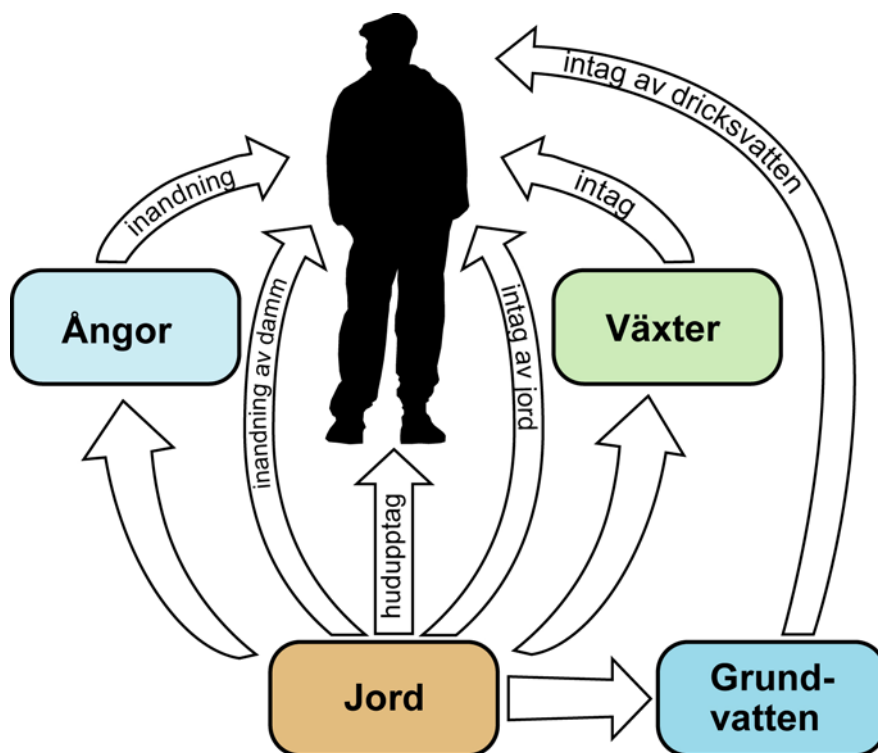 intag av dricksvatten
inandning
intag
Ångor
Växter
inandning av damm
intag av jord
hudupptag
Jord
Grund-
vatten